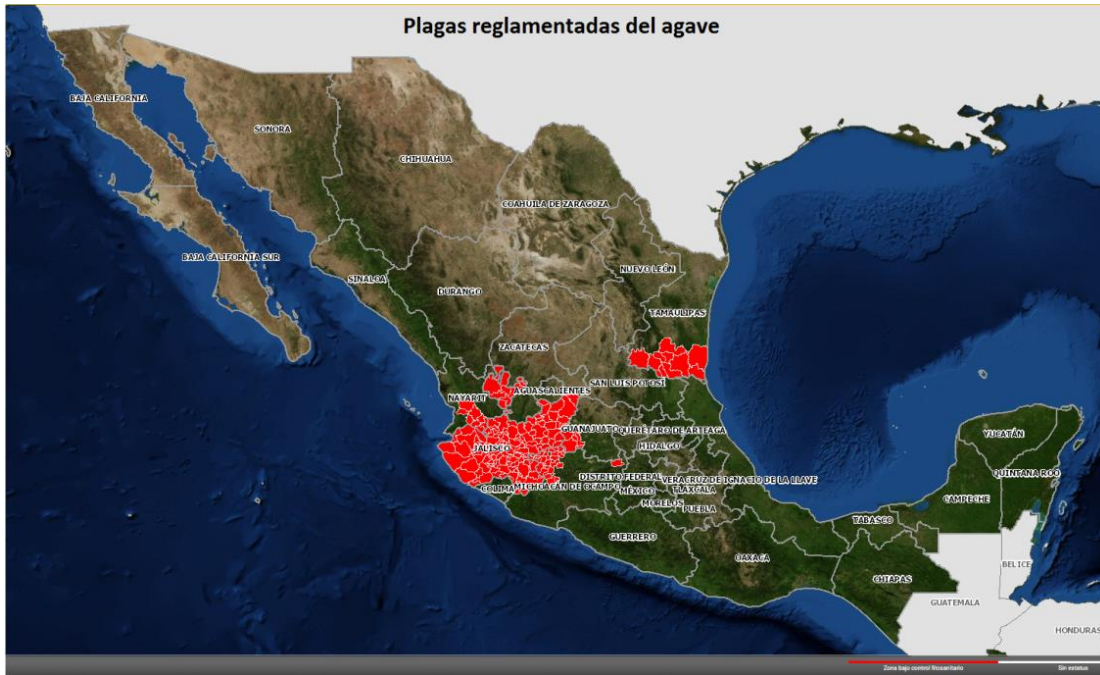 Plagas reglamentadas del agave
BAJA CALIFORNIA
SONORA
CHIHUAHUA
COAHUILA DE ZARAGOZA
BAJA CALIFORNIA SUR
NUEVO LEÓN
SINALOA
DURANGO
TAMAULIPAS
ZACATECAS
SAN LUIS POTOSÍ
AGUASCALIENTES
NAYARIT
GUANAJUATO
QUERÉTARO DE ARTEAGA
YUCATÁN
HIDALGO
JALISCO
QUINTANA ROO
DISTRITO FEDERAL
VERACRUZ DE IGNACIO DE LA LLAVE
COLIMA
MICHOACÁN DE OCAMPO
MÉXICO
TLAXCALA
CAMPECHE
MORELOS
PUEBLA
TABASCO
GUERRERO
OAXACA
BELICE
CHIAPAS
GUATEMALA
HONDURAS
Zona bajo control fitosanitario
Sin estatus